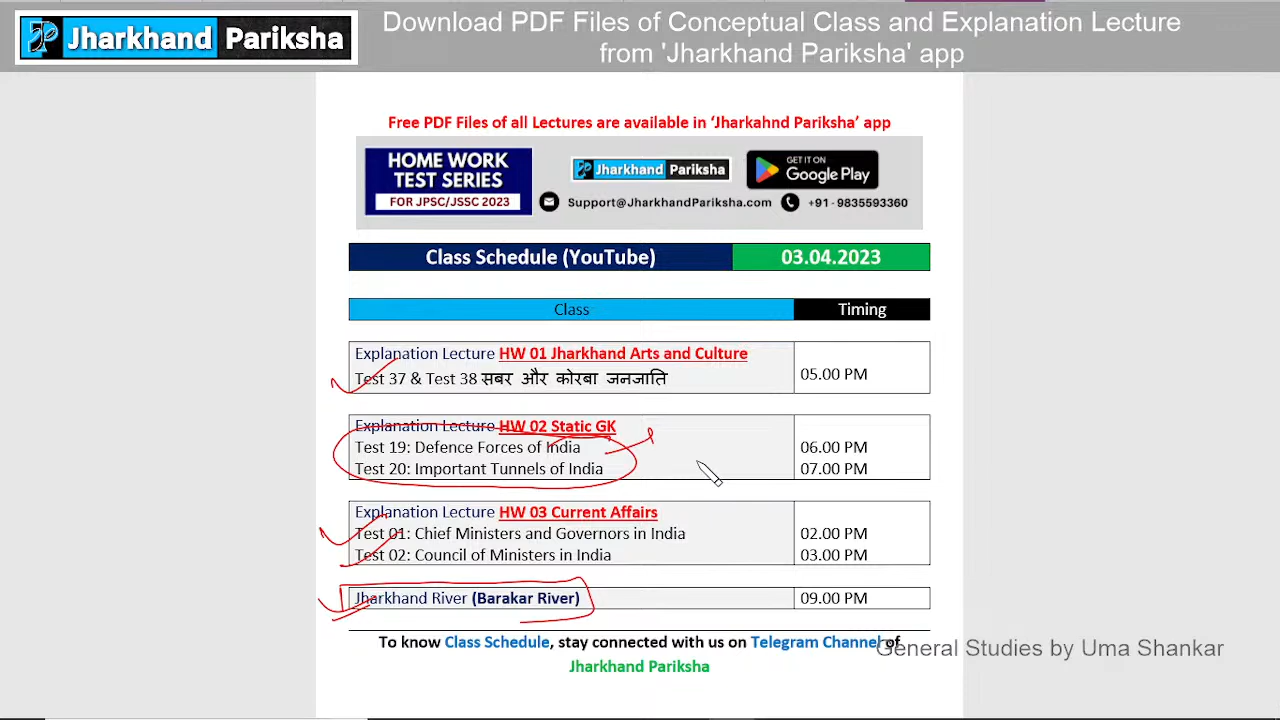 Jharkhand Pariksha
Download PDF Files of Conceptual Class and Explanation Lecture
from 'Jharkhand Pariksha' app
Free PDF Files of all Lectures are available in ‘Jharkahnd Pariksha’ app
HOME WORK
TEST SERIES
FOR JPSC/JSSC 2023
Jharkhand Pariksha
GET IT ON
Google Play
Support@JharkhandPariksha.com
+91 - 9835593360
Class Schedule (YouTube) 03.04.2023
Class Timing
Explanation Lecture HW 01 Jharkhand Arts and Culture
Test 37 & Test 38 सबर और कोरबा जनजाति
05.00 PM
Explanation Lecture HW 02 Static GK
Test 19: Defence Forces of India 06.00 PM
Test 20: Important Tunnels of India 07.00 PM
Explanation Lecture HW 03 Current Affairs
Test 01: Chief Ministers and Governors in India 02.00 PM
Test 02: Council of Ministers in India 03.00 PM
Jharkhand River (Barakar River) 09.00 PM
To know Class Schedule, stay connected with us on Telegram Channel of
Jharkhand Pariksha
General Studies by Uma Shankar